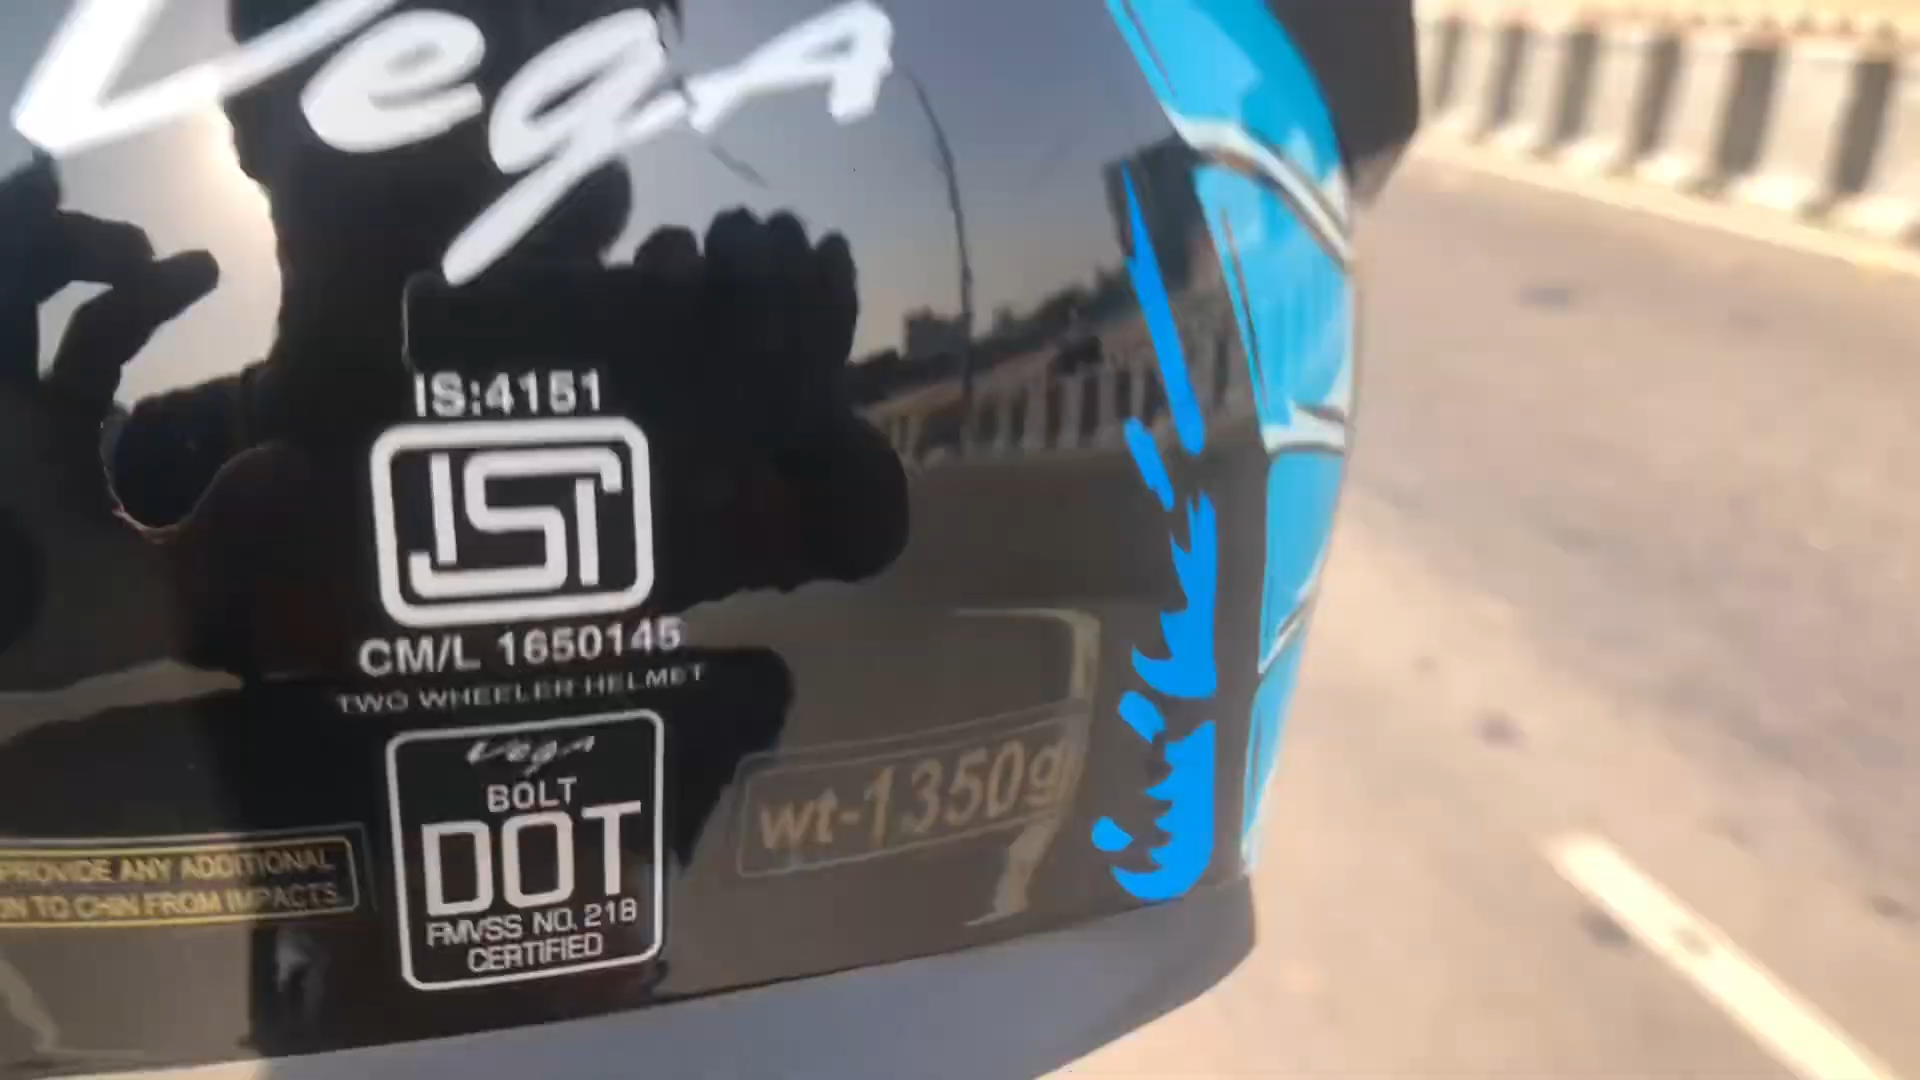 Vega
IS:4151
ISI
CM/L 1650145
TWO WHEELER HELMET
Vega
BOLT
DOT
FMVSS NO. 218
CERTIFIED
wt-1350g
PROVIDE ANY ADDITIONAL
TO CHIN FROM IMPACTS.